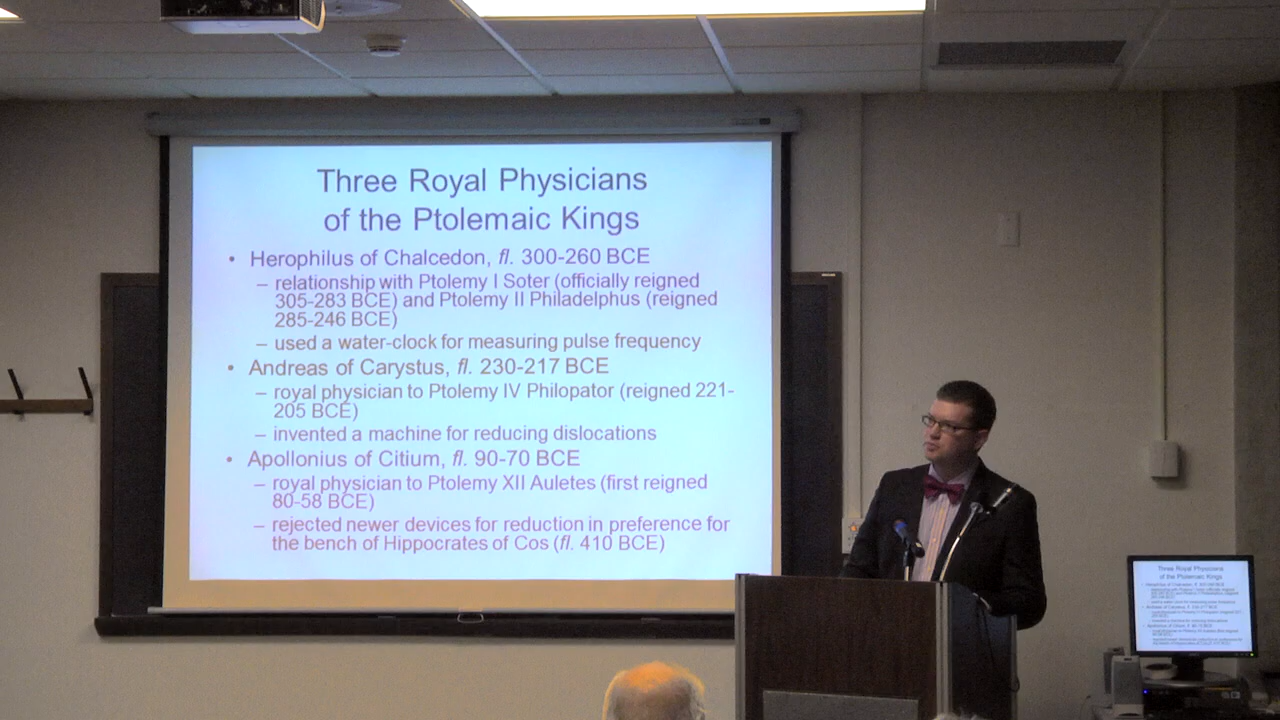 Three Royal Physicians
of the Ptolemaic Kings
• Herophilus of Chalcedon, fl. 300-260 BCE
– relationship with Ptolemy I Soter (officially reigned
305-283 BCE) and Ptolemy II Philadelphus (reigned
285-246 BCE)
– used a water-clock for measuring pulse frequency
• Andreas of Carystus, fl. 230-217 BCE
– royal physician to Ptolemy IV Philopator (reigned 221-
205 BCE)
– invented a machine for reducing dislocations
• Apollonius of Citium, fl. 90-70 BCE
– royal physician to Ptolemy XII Auletes (first reigned
80-58 BCE)
– rejected newer devices for reduction in preference for
the bench of Hippocrates of Cos (fl. 410 BCE)
Three Royal Physicians
of the Ptolemaic Kings